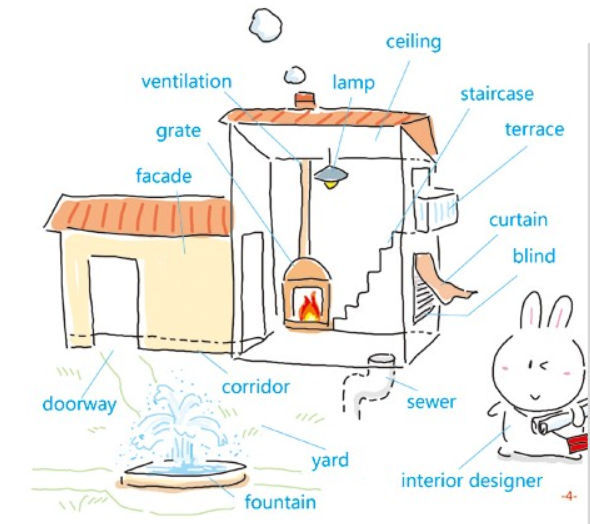 ceiling
ventilation
lamp
staircase
grate
terrace
facade
curtain
blind
corridor
doorway
sewer
yard
interior designer
-4-
fountain